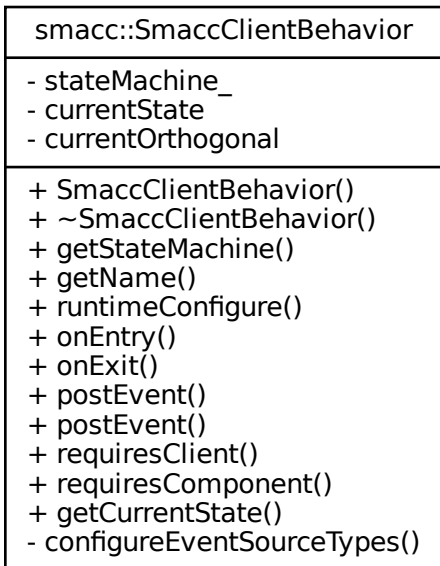 smacc::SmaccClientBehavior
- stateMachine_
- currentState
- currentOrthogonal
+ SmaccClientBehavior()
+ ~SmaccClientBehavior()
+ getStateMachine()
+ getName()
+ runtimeConfigure()
+ onEntry()
+ onExit()
+ postEvent()
+ postEvent()
+ requiresClient()
+ requiresComponent()
+ getCurrentState()
- configureEventSourceTypes()